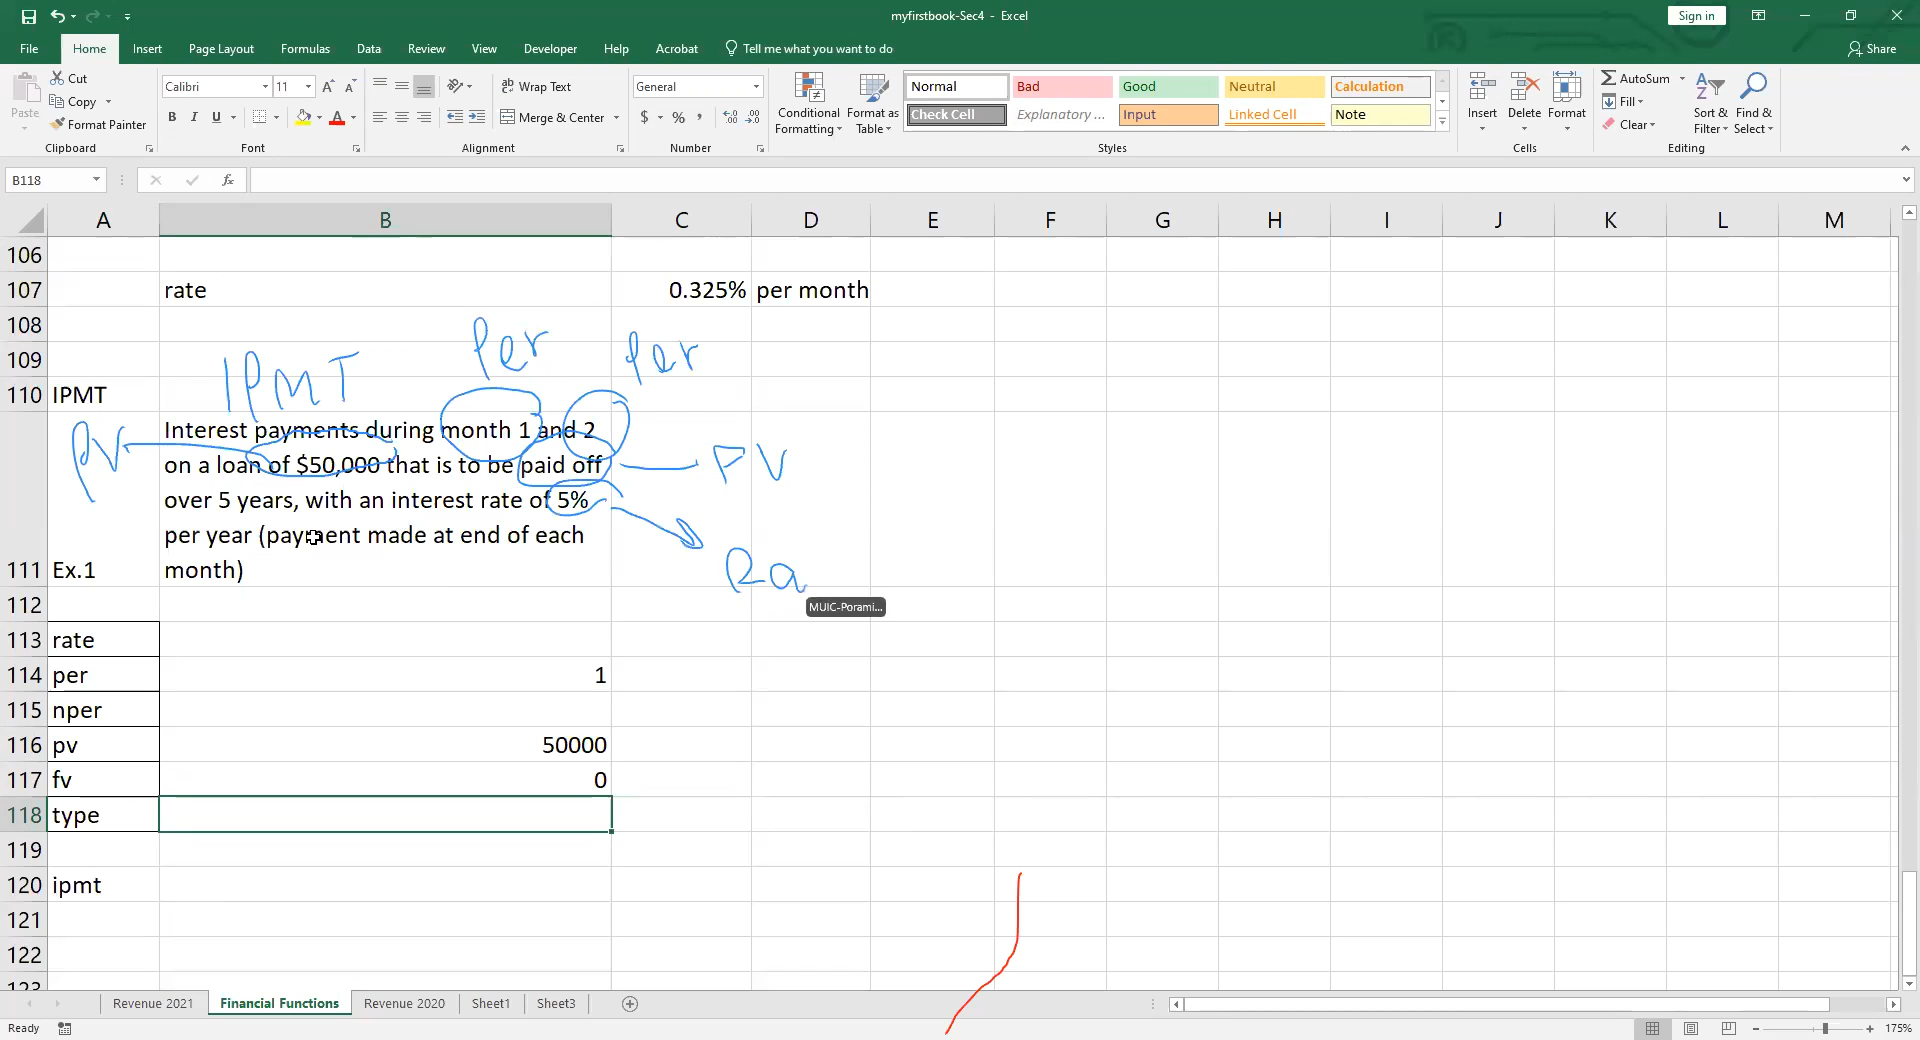 myfirstbook-Sec4 - Excel
Sign in
File Home Insert Page Layout Formulas Data Review View Developer Help Acrobat Tell me what you want to do
Share
Paste
Cut
Copy
Format Painter
Clipboard
Calibri 11
B I U
Font
Wrap Text
Merge & Center
Alignment
General
$ % ,
Number
Conditional Formatting
Format as Table
Normal Bad Good Neutral Calculation
Check Cell Explanatory ... Input Linked Cell Note
Styles
Insert Delete Format
Cells
AutoSum
Fill
Clear
Sort & Filter
Find & Select
Editing
B118
fx
A B C D E F G H I J K L M
106
107 rate 0.325% per month
108
109
110 IPMT
IPMT Per Per
Interest payments during month 1 and 2
on a loan of $50,000 that is to be paid off
over 5 years, with an interest rate of 5%
per year (payment made at end of each
111 Ex.1 month)
PV
FV
Ra
MUIC-Porami...
112
113 rate
114 per 1
115 nper
116 pv 50000
117 fv 0
118 type
119
120 ipmt
121
122
123
Revenue 2021 Financial Functions Revenue 2020 Sheet1 Sheet3
Ready
175%